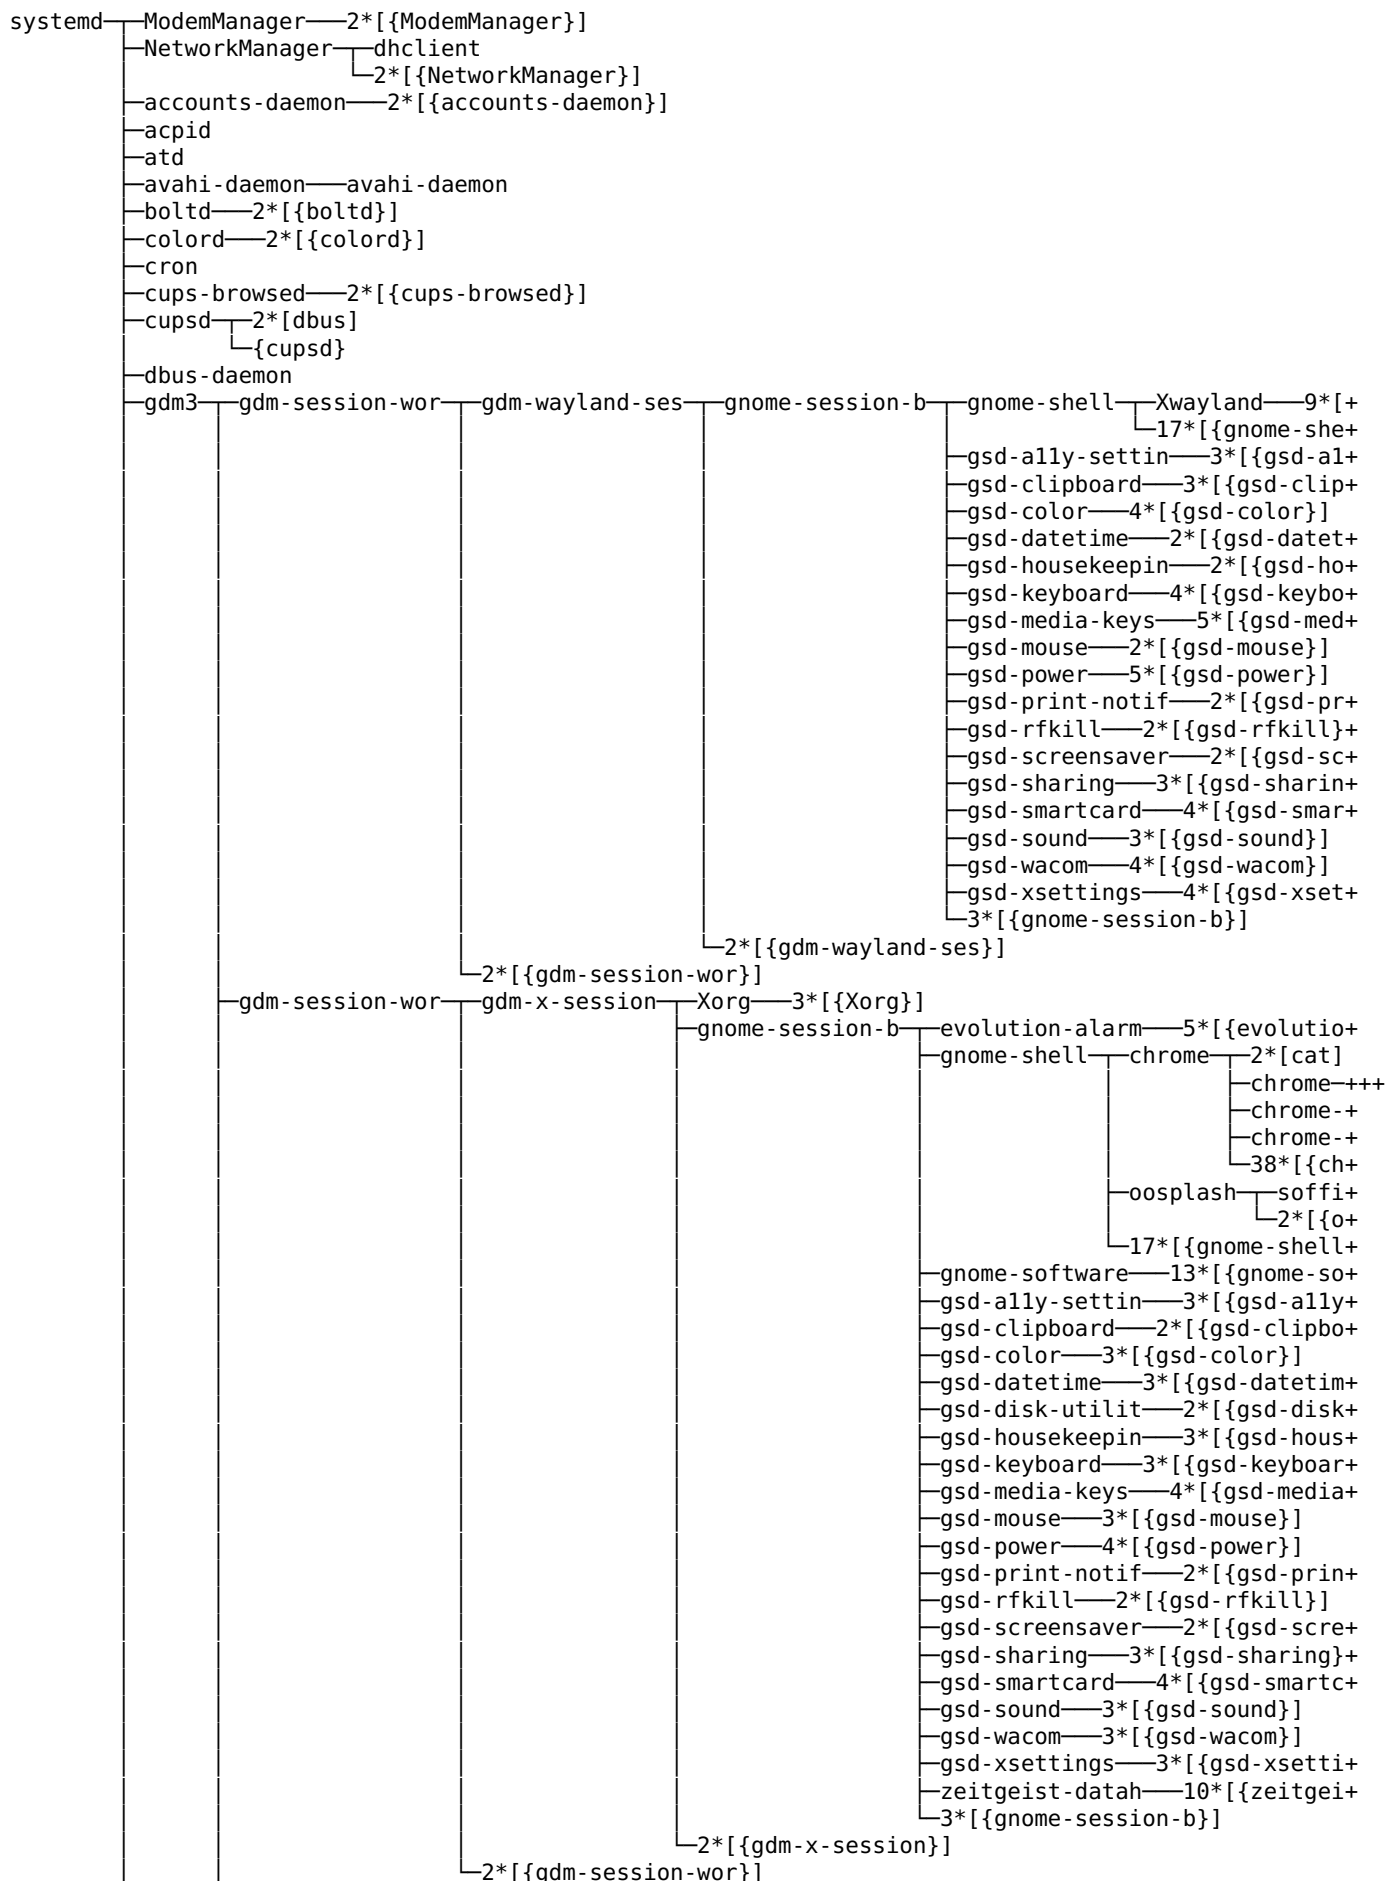 systemd─┬─ModemManager───2*[{ModemManager}]
        ├─NetworkManager─┬─dhclient
        │                └─2*[{NetworkManager}]
        ├─accounts-daemon───2*[{accounts-daemon}]
        ├─acpid
        ├─atd
        ├─avahi-daemon───avahi-daemon
        ├─boltd───2*[{boltd}]
        ├─colord───2*[{colord}]
        ├─cron
        ├─cups-browsed───2*[{cups-browsed}]
        ├─cupsd─┬─2*[dbus]
        │       └─{cupsd}
        ├─dbus-daemon
        ├─gdm3─┬─gdm-session-wor─┬─gdm-wayland-ses─┬─gnome-session-b─┬─gnome-shell─┬─Xwayland───9*[+
        │      │                 │                 │                 │             └─17*[{gnome-she+
        │      │                 │                 │                 ├─gsd-a11y-settin───3*[{gsd-a1+
        │      │                 │                 │                 ├─gsd-clipboard───3*[{gsd-clip+
        │      │                 │                 │                 ├─gsd-color───4*[{gsd-color}]
        │      │                 │                 │                 ├─gsd-datetime───2*[{gsd-datet+
        │      │                 │                 │                 ├─gsd-housekeepin───2*[{gsd-ho+
        │      │                 │                 │                 ├─gsd-keyboard───4*[{gsd-keybo+
        │      │                 │                 │                 ├─gsd-media-keys───5*[{gsd-med+
        │      │                 │                 │                 ├─gsd-mouse───2*[{gsd-mouse}]
        │      │                 │                 │                 ├─gsd-power───5*[{gsd-power}]
        │      │                 │                 │                 ├─gsd-print-notif───2*[{gsd-pr+
        │      │                 │                 │                 ├─gsd-rfkill───2*[{gsd-rfkill}+
        │      │                 │                 │                 ├─gsd-screensaver───2*[{gsd-sc+
        │      │                 │                 │                 ├─gsd-sharing───3*[{gsd-sharin+
        │      │                 │                 │                 ├─gsd-smartcard───4*[{gsd-smar+
        │      │                 │                 │                 ├─gsd-sound───3*[{gsd-sound}]
        │      │                 │                 │                 ├─gsd-wacom───4*[{gsd-wacom}]
        │      │                 │                 │                 ├─gsd-xsettings───4*[{gsd-xset+
        │      │                 │                 │                 └─3*[{gnome-session-b}]
        │      │                 │                 └─2*[{gdm-wayland-ses}]
        │      │                 └─2*[{gdm-session-wor}]
        │      ├─gdm-session-wor─┬─gdm-x-session─┬─Xorg───3*[{Xorg}]
        │      │                 │               ├─gnome-session-b─┬─evolution-alarm───5*[{evolutio+
        │      │                 │               │                 ├─gnome-shell─┬─chrome─┬─2*[cat]
        │      │                 │               │                 │             │        ├─chrome─+++
        │      │                 │               │                 │             │        ├─chrome-+
        │      │                 │               │                 │             │        ├─chrome-+
        │      │                 │               │                 │             │        └─38*[{ch+
        │      │                 │               │                 │             ├─oosplash─┬─soffi+
        │      │                 │               │                 │             │          └─2*[{o+
        │      │                 │               │                 │             └─17*[{gnome-shell+
        │      │                 │               │                 ├─gnome-software───13*[{gnome-so+
        │      │                 │               │                 ├─gsd-a11y-settin───3*[{gsd-a11y+
        │      │                 │               │                 ├─gsd-clipboard───2*[{gsd-clipbo+
        │      │                 │               │                 ├─gsd-color───3*[{gsd-color}]
        │      │                 │               │                 ├─gsd-datetime───3*[{gsd-datetim+
        │      │                 │               │                 ├─gsd-disk-utilit───2*[{gsd-disk+
        │      │                 │               │                 ├─gsd-housekeepin───3*[{gsd-hous+
        │      │                 │               │                 ├─gsd-keyboard───3*[{gsd-keyboar+
        │      │                 │               │                 ├─gsd-media-keys───4*[{gsd-media+
        │      │                 │               │                 ├─gsd-mouse───3*[{gsd-mouse}]
        │      │                 │               │                 ├─gsd-power───4*[{gsd-power}]
        │      │                 │               │                 ├─gsd-print-notif───2*[{gsd-prin+
        │      │                 │               │                 ├─gsd-rfkill───2*[{gsd-rfkill}]
        │      │                 │               │                 ├─gsd-screensaver───2*[{gsd-scre+
        │      │                 │               │                 ├─gsd-sharing───3*[{gsd-sharing}+
        │      │                 │               │                 ├─gsd-smartcard───4*[{gsd-smartc+
        │      │                 │               │                 ├─gsd-sound───3*[{gsd-sound}]
        │      │                 │               │                 ├─gsd-wacom───3*[{gsd-wacom}]
        │      │                 │               │                 ├─gsd-xsettings───3*[{gsd-xsetti+
        │      │                 │               │                 ├─zeitgeist-datah───10*[{zeitgei+
        │      │                 │               │                 └─3*[{gnome-session-b}]
        │      │                 │               └─2*[{gdm-x-session}]
        │      │                 └─2*[{gdm-session-wor}]